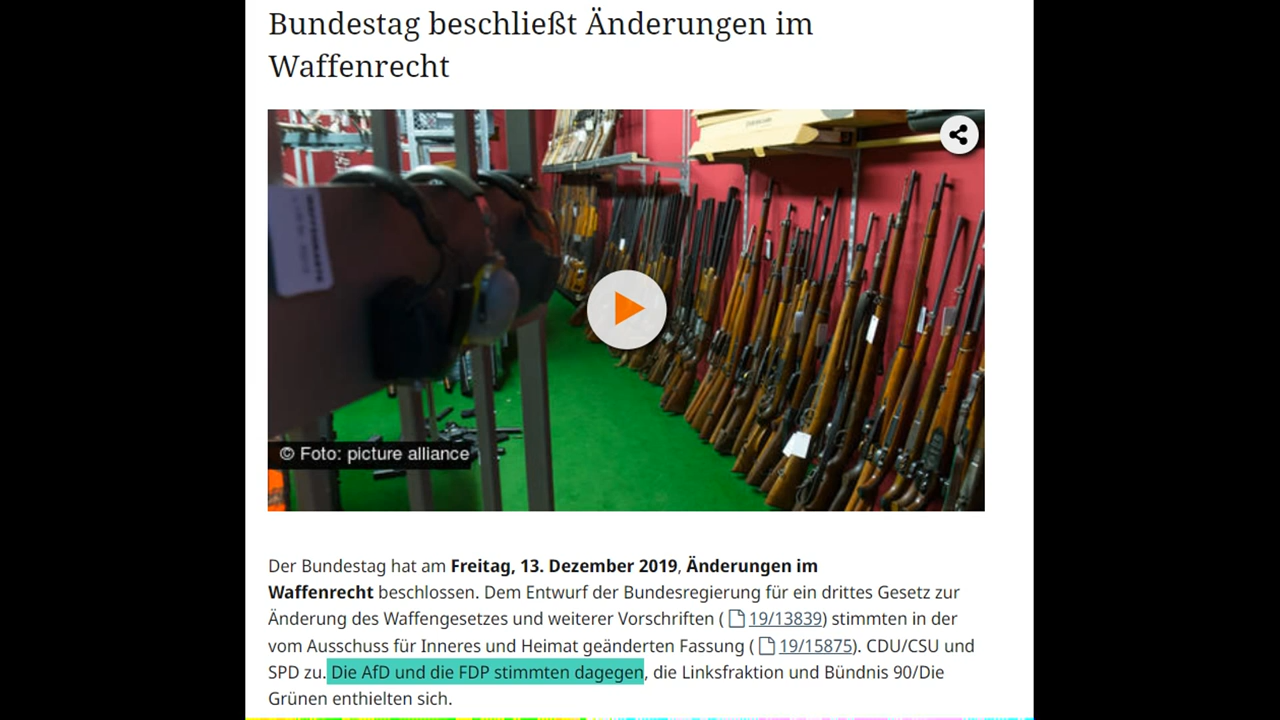 Bundestag beschließt Änderungen im
Waffenrecht
© Foto: picture alliance
Der Bundestag hat am Freitag, 13. Dezember 2019, Änderungen im
Waffenrecht beschlossen. Dem Entwurf der Bundesregierung für ein drittes Gesetz zur
Änderung des Waffengesetzes und weiterer Vorschriften ( 19/13839) stimmten in der
vom Ausschuss für Inneres und Heimat geänderten Fassung ( 19/15875). CDU/CSU und
SPD zu. Die AfD und die FDP stimmten dagegen, die Linksfraktion und Bündnis 90/Die
Grünen enthielten sich.